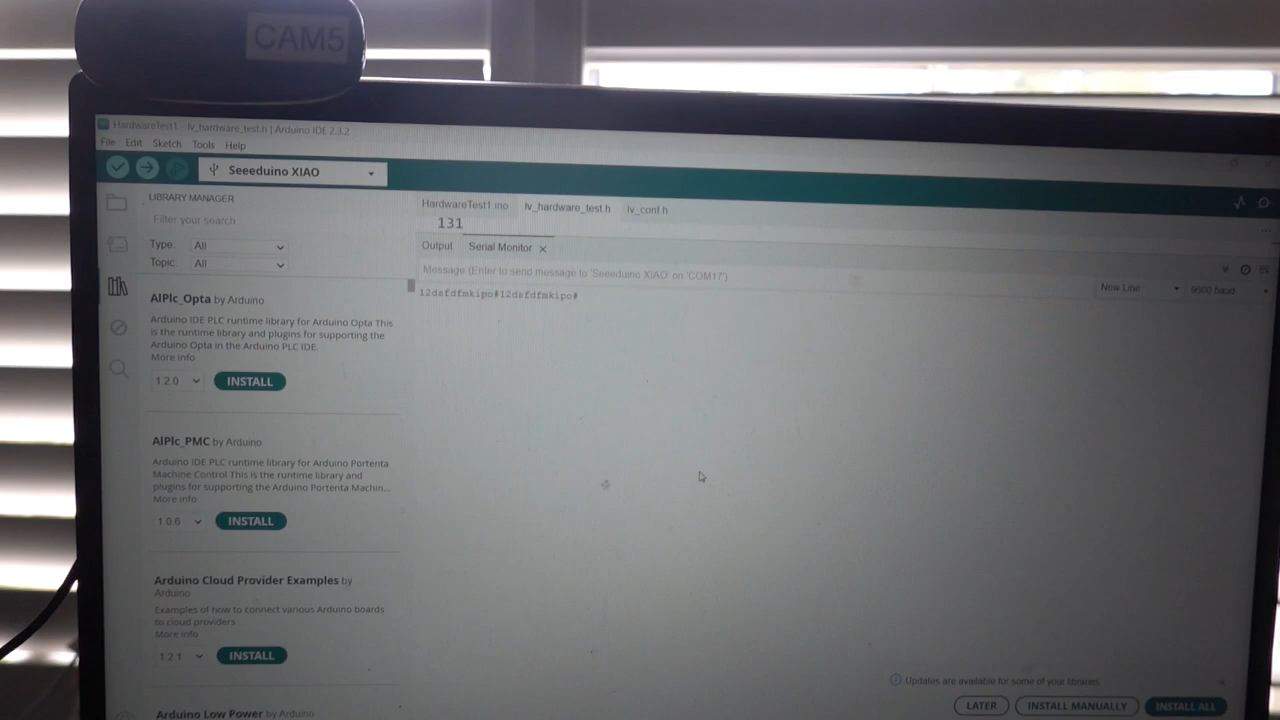 CAM5
HardwareTest1 - lv_hardware_test.h | Arduino IDE 2.3.2
File Edit Sketch Tools Help
Seeeduino XIAO
LIBRARY MANAGER
Filter your search
Type: All
Topic: All
AIPlc_Opta by Arduino
Arduino IDE PLC runtime library for Arduino Opta This
is the runtime library and plugins for supporting the
Arduino Opta in the Arduino PLC IDE.
More info
1.2.0
INSTALL
AIPlc_PMC by Arduino
Arduino IDE PLC runtime library for Arduino Portenta
Machine Control This is the runtime library and
plugins for supporting the Arduino Portenta Machin...
More info
1.0.6
INSTALL
Arduino Cloud Provider Examples by
Arduino
Examples of how to connect various Arduino boards
to cloud providers
More info
1.2.1
INSTALL
Arduino Low Power by Arduino
HardwareTest1.ino lv_hardware_test.h lv_conf.h
131
Output Serial Monitor
Message (Enter to send message to 'Seeeduino XIAO' on 'COM17')
New Line 9600 baud
12dsfdfmkipo#12dsfdfmkipo#
Updates are available for some of your libraries.
LATER INSTALL MANUALLY INSTALL ALL